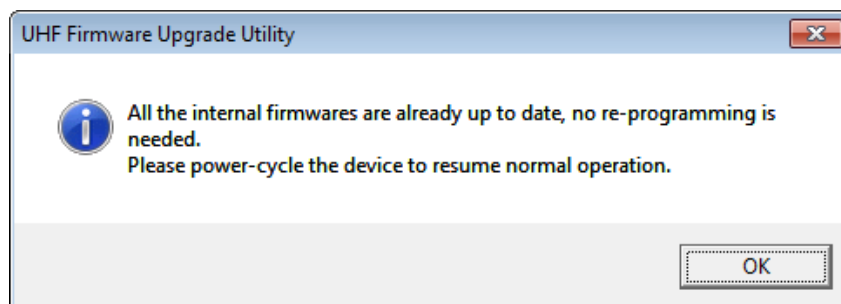 UHF Firmware Upgrade Utility
All the internal firmwares are already up to date, no re-programming is
needed.
Please power-cycle the device to resume normal operation.
OK